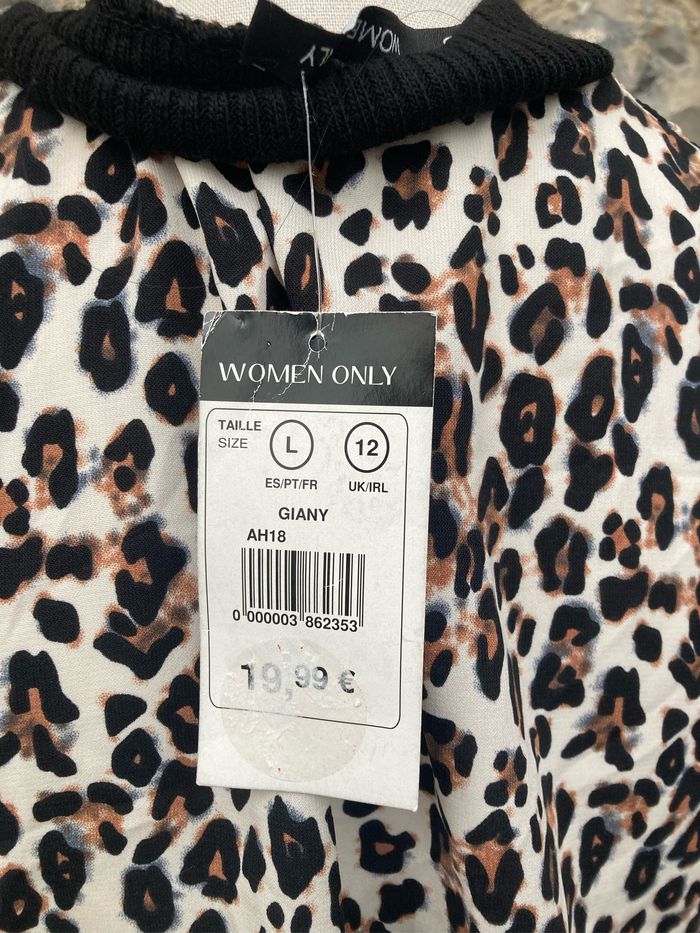 WOMEN ONLY
TAILLE
SIZE
L
12
ES/PT/FR
UK/IRL
GIANY
AH18
0 000003 862353
19,99 €